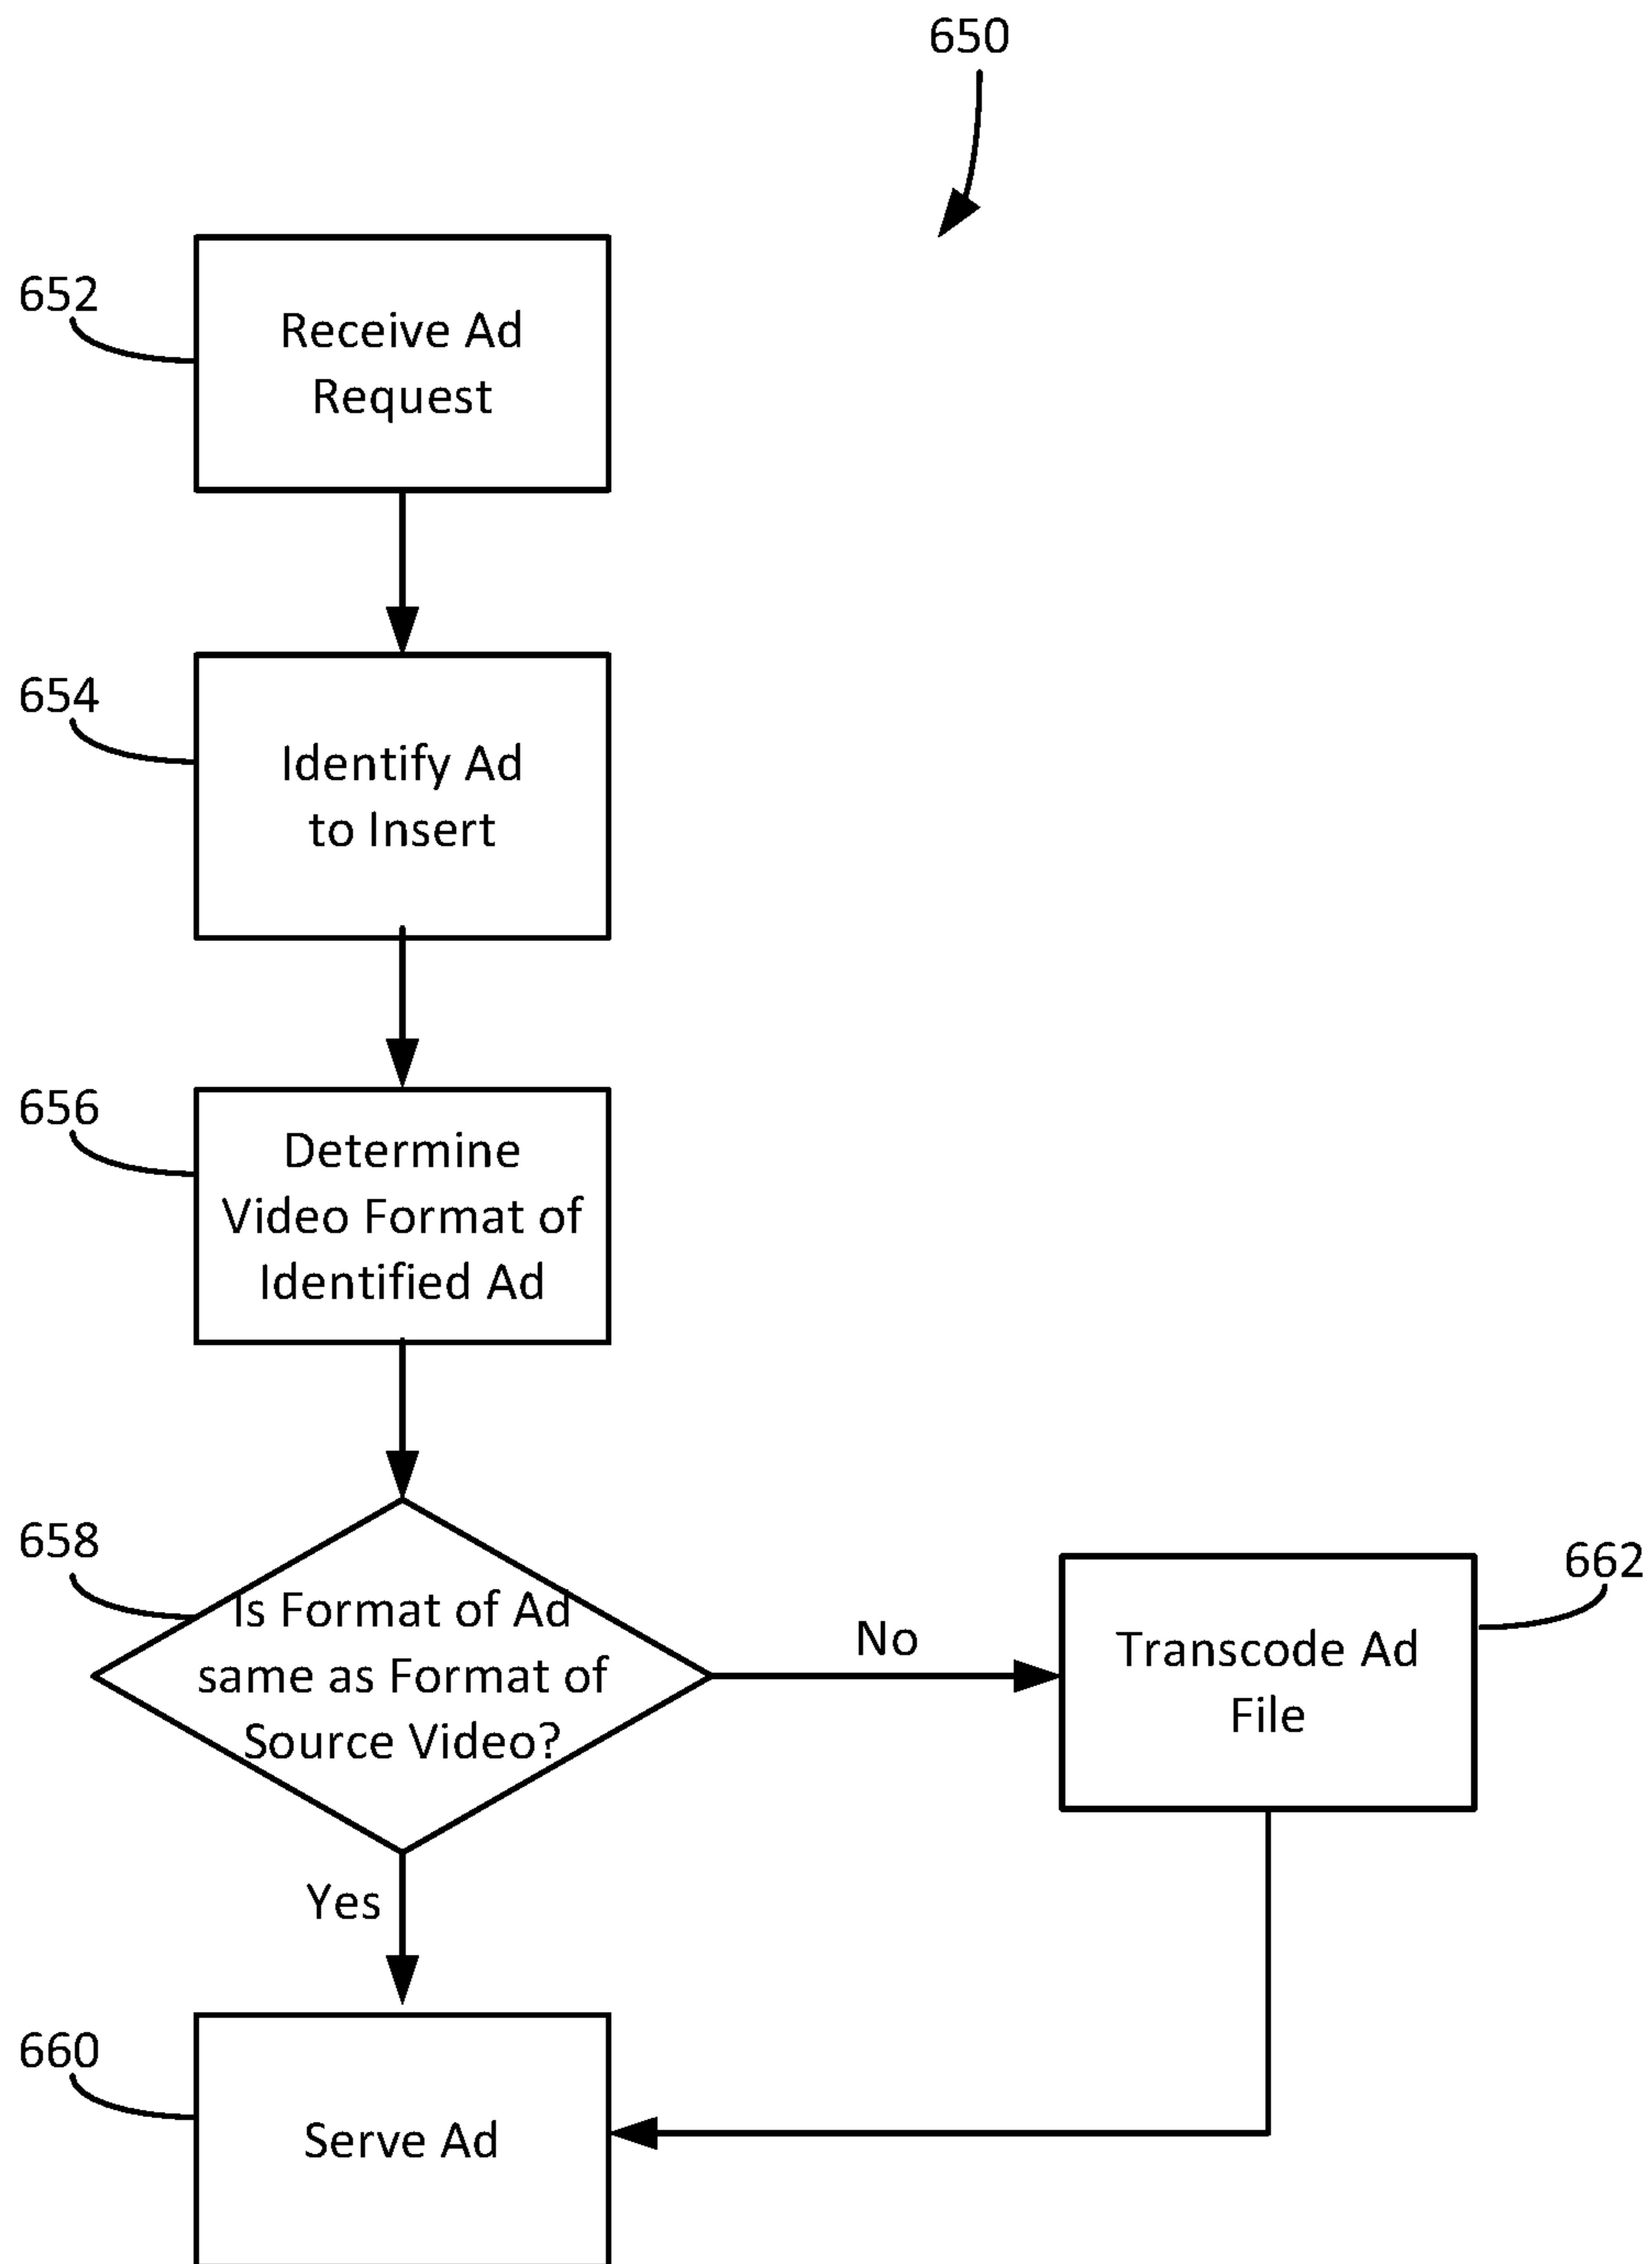 650
652
Receive Ad
Request
654
Identify Ad
to Insert
656
Determine
Video Format of
Identified Ad
658
Is Format of Ad
same as Format of
Source Video?
No
662
Transcode Ad
File
Yes
660
Serve Ad